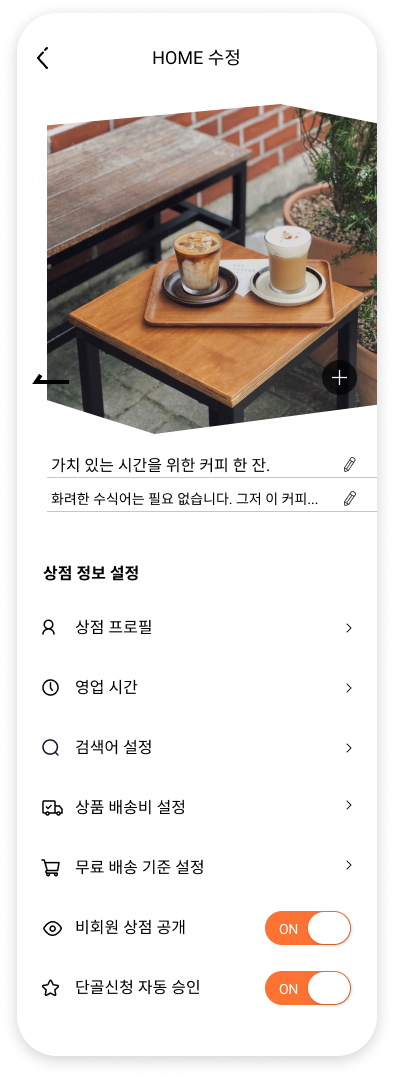 HOME 수정
가치 있는 시간을 위한 커피 한 잔.
화려한 수식어는 필요 없습니다. 그저 이 커피...
상점 정보 설정
상점 프로필
영업 시간
검색어 설정
상품 배송비 설정
무료 배송 기준 설정
비회원 상점 공개 ON
단골신청 자동 승인 ON